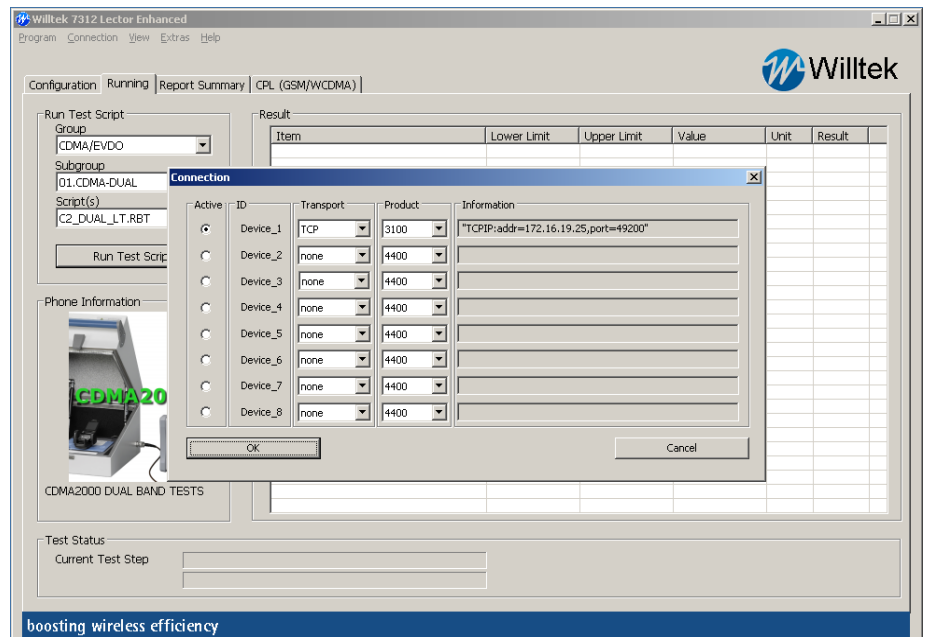 Willtek 7312 Lector Enhanced
Program Connection View Extras Help
Willtek
Configuration Running Report Summary CPL (GSM/WCDMA)
Run Test Script
Result
Group
Item Lower Limit Upper Limit Value Unit Result
CDMA/EVDO
Subgroup
01.CDMA-DUAL
Script(s)
C2_DUAL_LT.RBT
Run Test Scrip
Connection
Active ID Transport Product Information
Device_1 TCP 3100 "TCPIP:addr=172.16.19.25,port=49200"
Device_2 none 4400
Device_3 none 4400
Device_4 none 4400
Device_5 none 4400
Device_6 none 4400
Device_7 none 4400
Device_8 none 4400
OK Cancel
Phone Information
CDMA20
CDMA2000 DUAL BAND TESTS
Test Status
Current Test Step
boosting wireless efficiency